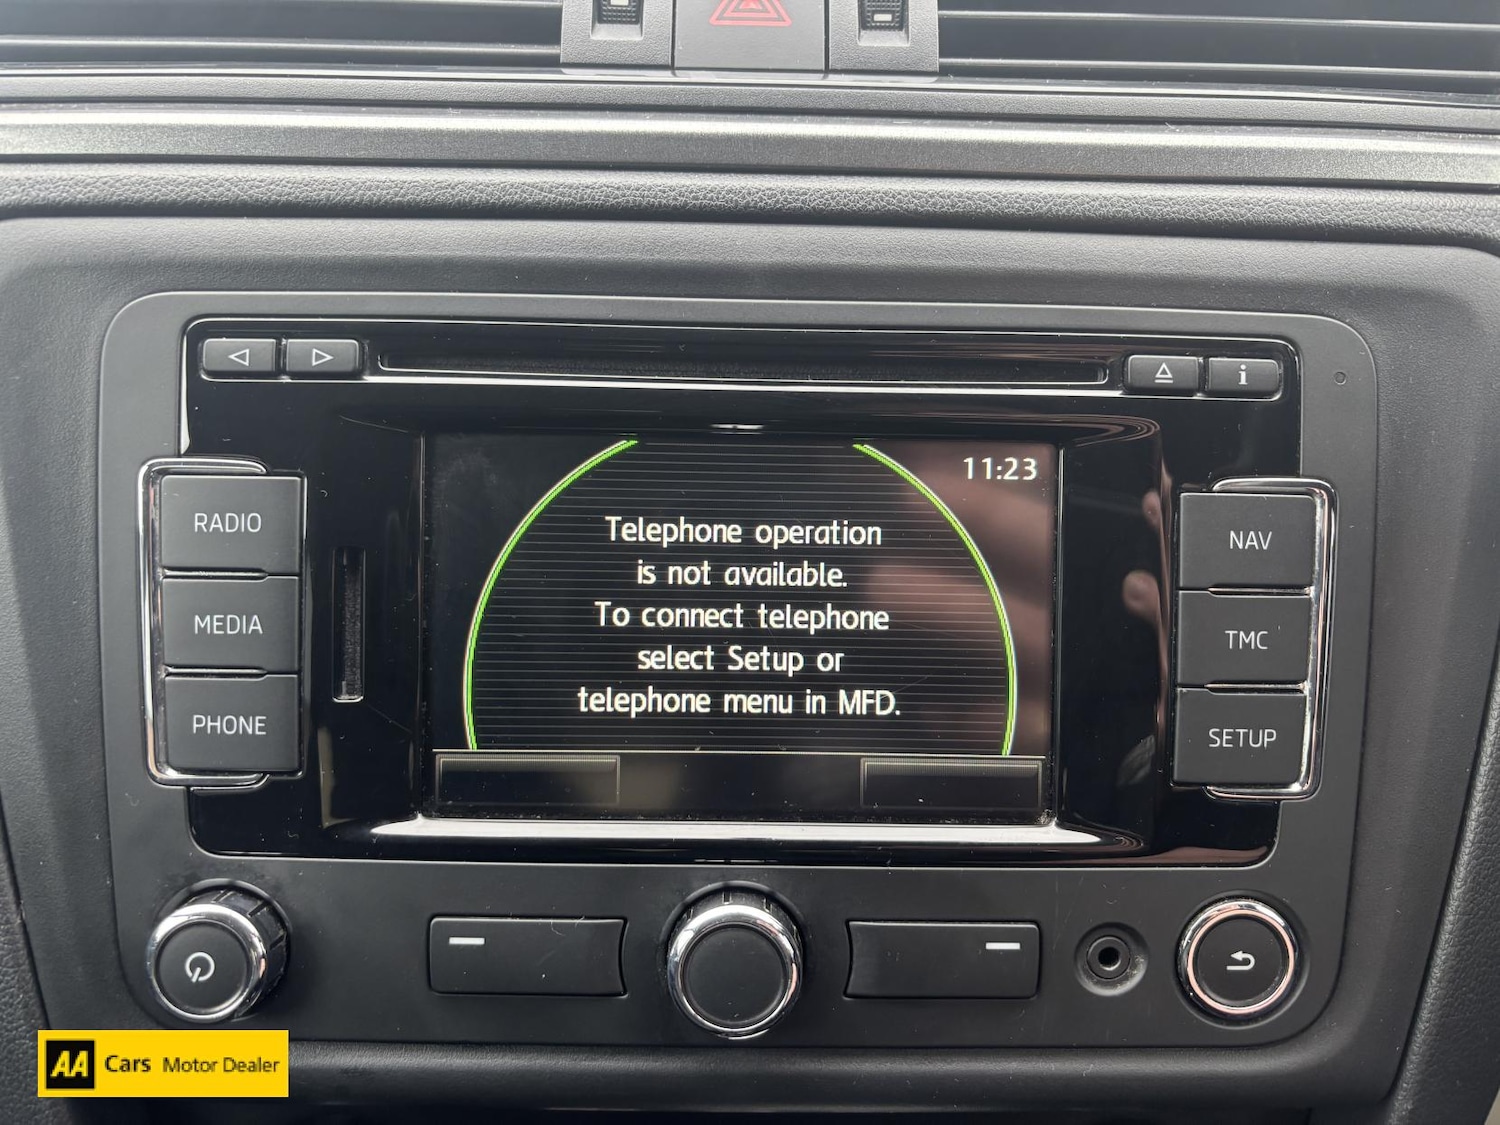 11:23
Telephone operation
is not available.
To connect telephone
select Setup or
telephone menu in MFD.
RADIO
MEDIA
PHONE
NAV
TMC
SETUP
i
AA Cars Motor Dealer